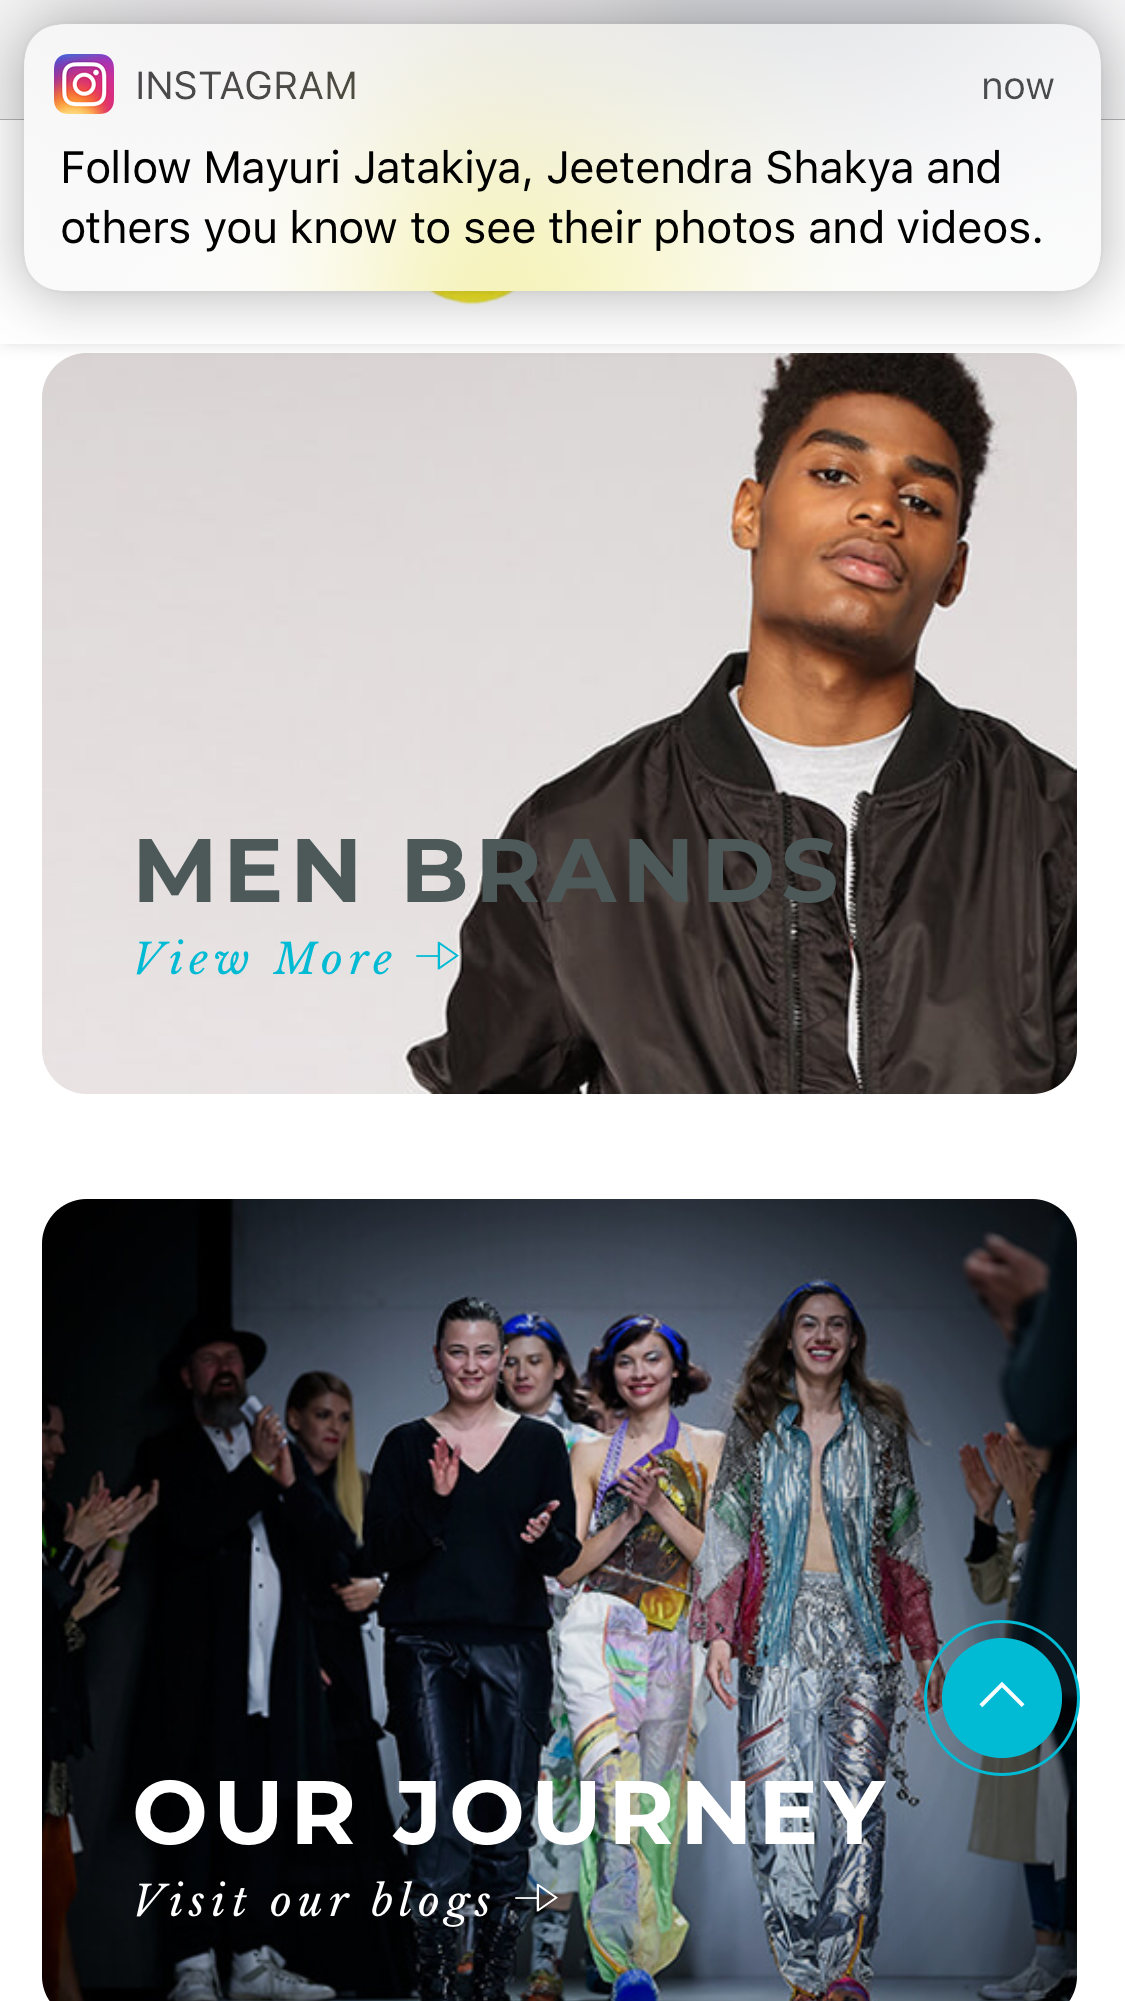 INSTAGRAM
now
Follow Mayuri Jatakiya, Jeetendra Shakya and
others you know to see their photos and videos.
MEN BRANDS
View More
OUR JOURNEY
Visit our blogs